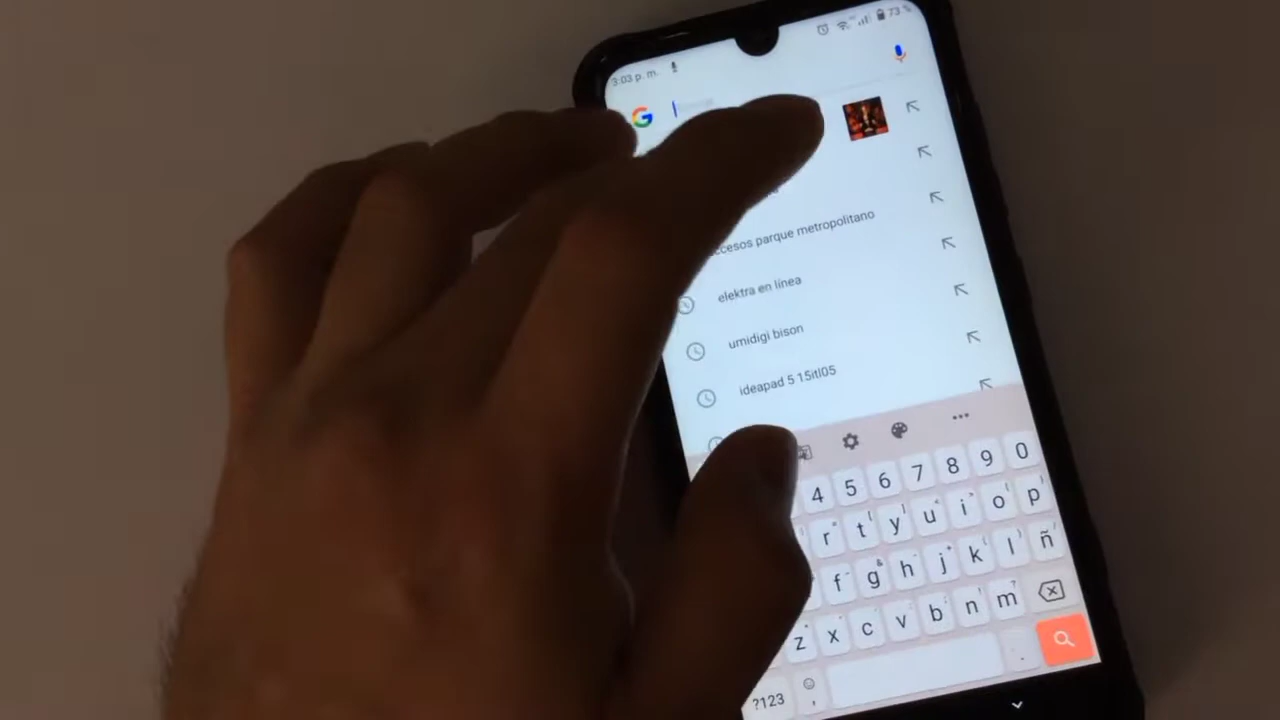 3:03 p. m.
73 %
G
ccesos parque metropolitano
elektra en línea
umidigi bison
ideapad 5 15itl05
4 5 6 7 8 9 0
r t y u i o p
f g h j k l ñ
z x c v b n m
?123 , .